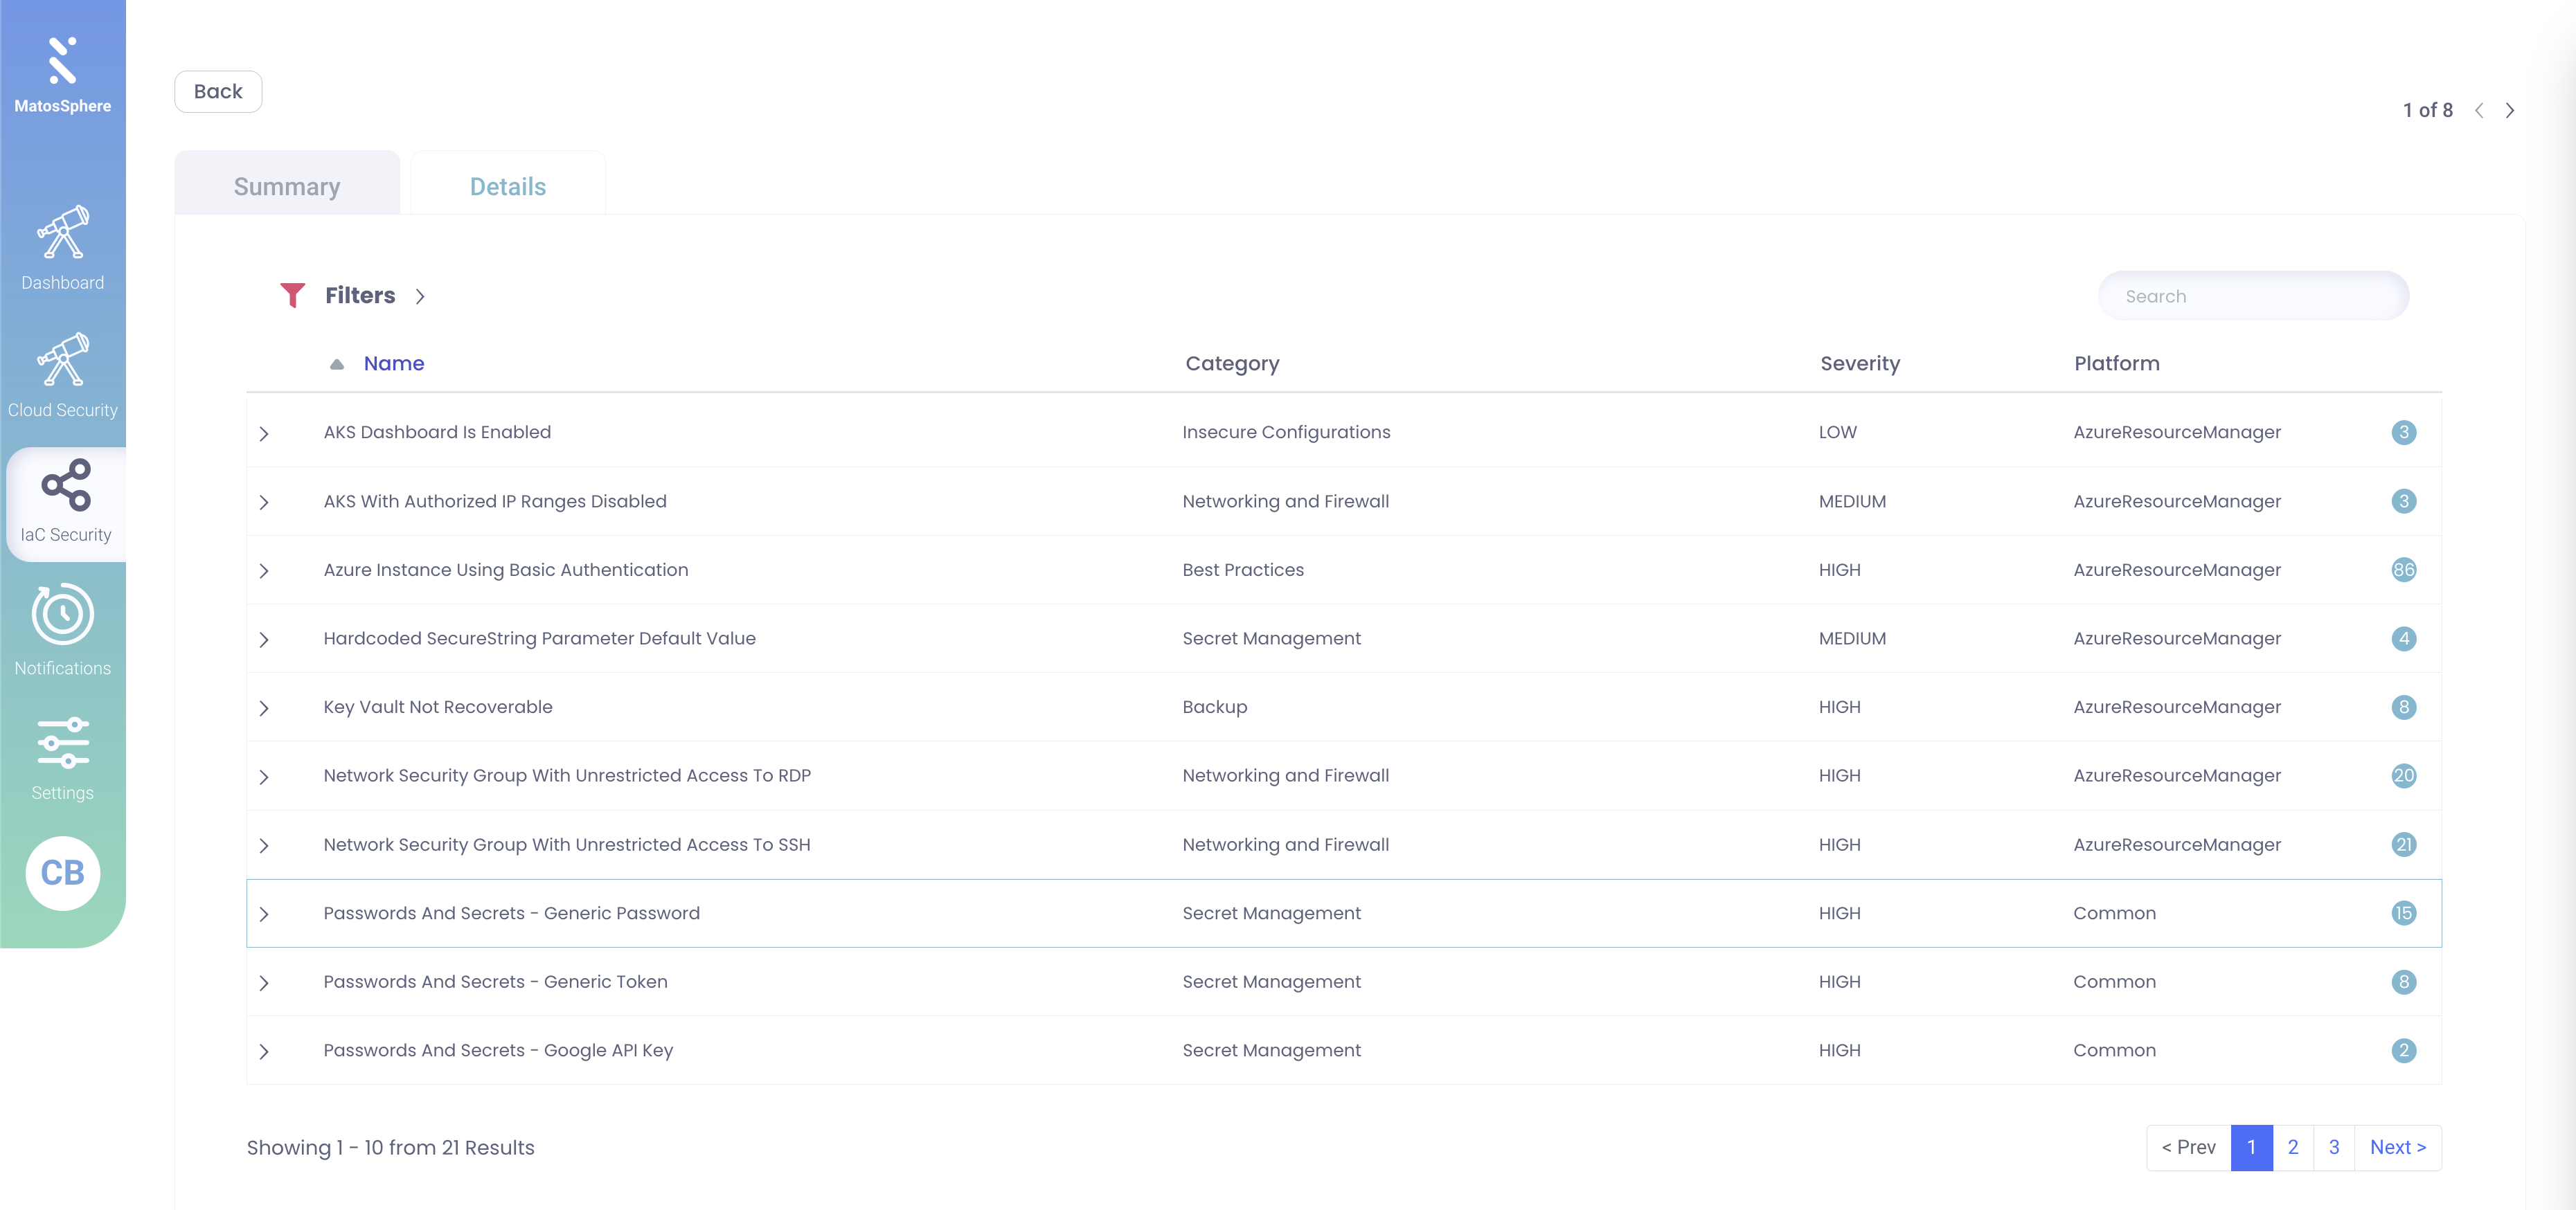 MatosSphere
Back
1 of 8
Summary
Details
Dashboard
Filters
Search
Name Category Severity Platform
Cloud Security
AKS Dashboard Is Enabled Insecure Configurations LOW AzureResourceManager 3
AKS With Authorized IP Ranges Disabled Networking and Firewall MEDIUM AzureResourceManager 3
IaC Security
Azure Instance Using Basic Authentication Best Practices HIGH AzureResourceManager 86
Hardcoded SecureString Parameter Default Value Secret Management MEDIUM AzureResourceManager 4
Notifications
Key Vault Not Recoverable Backup HIGH AzureResourceManager 8
Network Security Group With Unrestricted Access To RDP Networking and Firewall HIGH AzureResourceManager 20
Settings
Network Security Group With Unrestricted Access To SSH Networking and Firewall HIGH AzureResourceManager 21
CB
Passwords And Secrets - Generic Password Secret Management HIGH Common 15
Passwords And Secrets - Generic Token Secret Management HIGH Common 8
Passwords And Secrets - Google API Key Secret Management HIGH Common 2
Showing 1 - 10 from 21 Results
< Prev 1 2 3 Next >